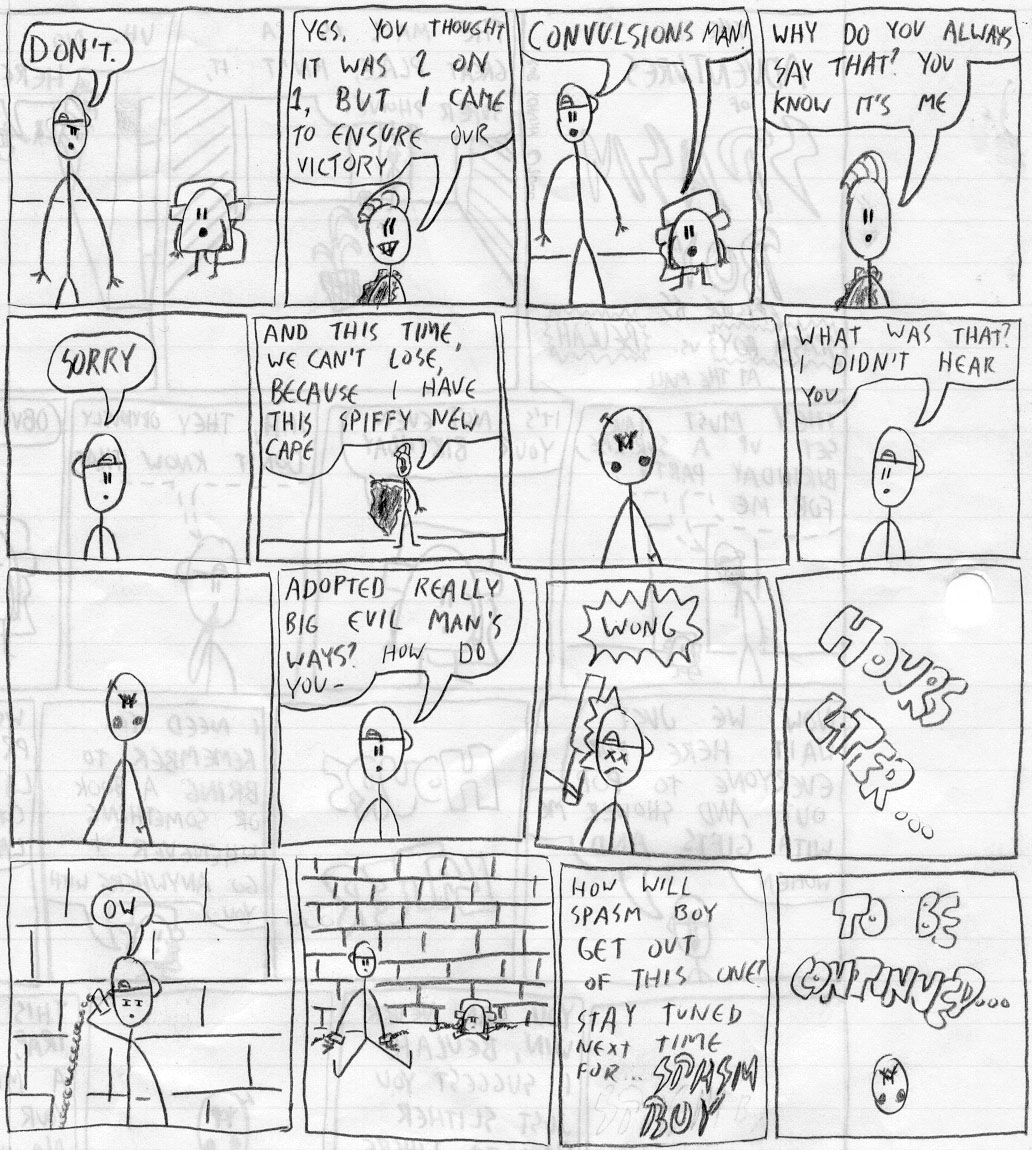 DON'T.
YES, YOU THOUGHT
IT WAS 2 ON
1, BUT I CAME
TO ENSURE OUR
VICTORY
CONVULSIONS MAN!
WHY DO YOU ALWAYS
SAY THAT? YOU
KNOW IT'S ME
SORRY
AND THIS TIME,
WE CAN'T LOSE,
BECAUSE I HAVE
THIS SPIFFY NEW
CAPE
WHAT WAS THAT?
I DIDN'T HEAR
YOU
ADOPTED REALLY
BIG EVIL MAN'S
WAYS? HOW DO
YOU-
WONG
HOURS
LATER...
OW
HOW WILL
SPASM BOY
GET OUT
OF THIS ONE?
STAY TUNED
NEXT TIME
FOR... SPASM
BOY
TO BE
CONTINUED...